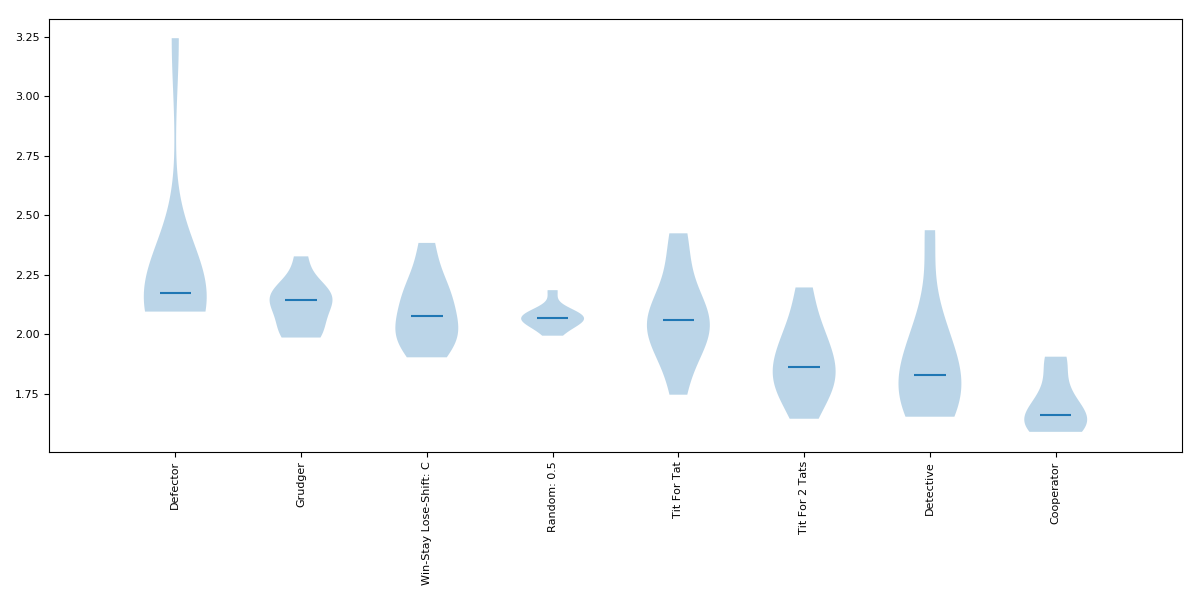 3.25
3.00
2.75
2.50
2.25
2.00
1.75
Defector
Grudger
Win-Stay Lose-Shift: C
Random: 0.5
Tit For Tat
Tit For 2 Tats
Detective
Cooperator